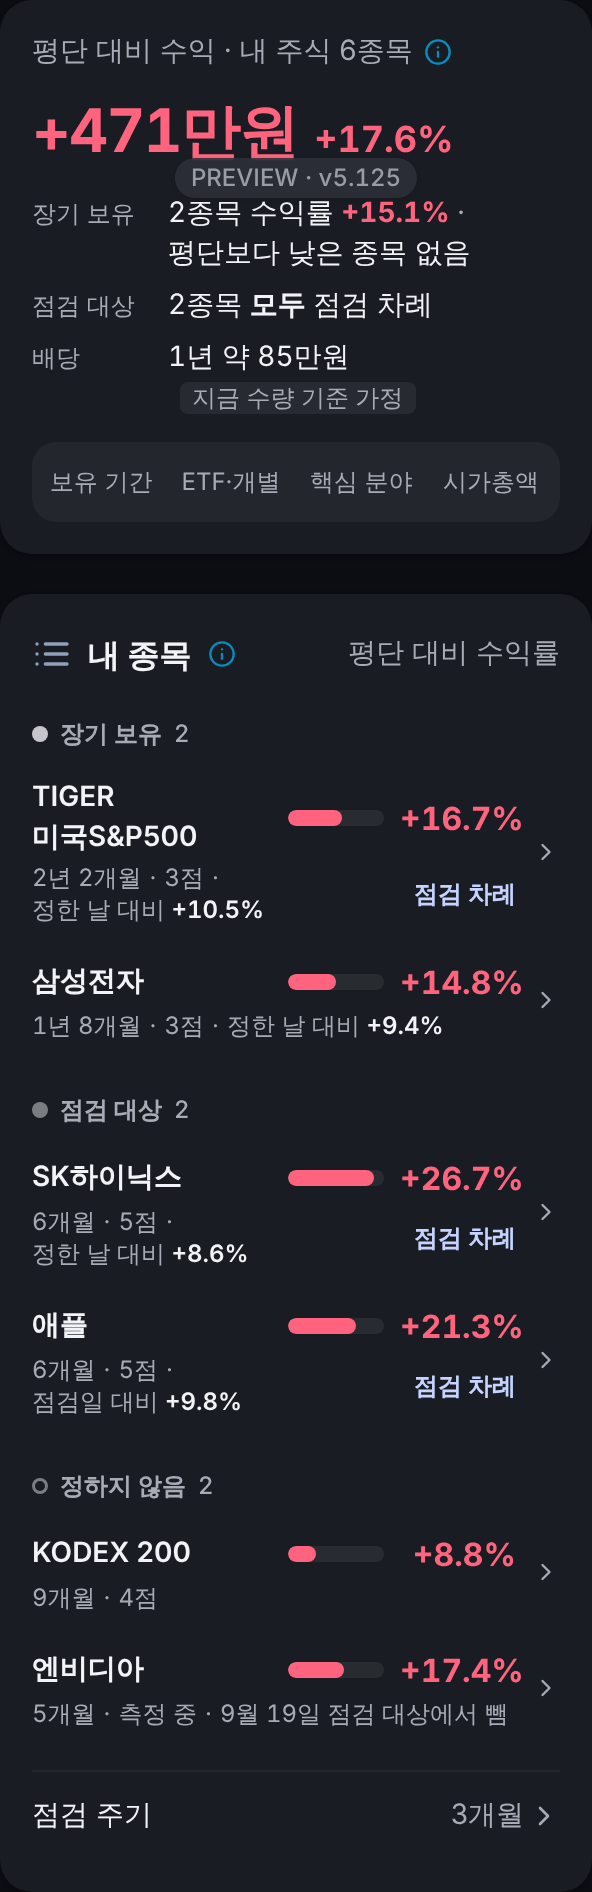 평단 대비 수익 · 내 주식 6종목
+471만원 +17.6%
PREVIEW · v5.125
장기 보유 2종목 수익률 +15.1% ·
평단보다 낮은 종목 없음
점검 대상 2종목 모두 점검 차례
배당 1년 약 85만원
지금 수량 기준 가정
보유 기간 ETF·개별 핵심 분야 시가총액
내 종목 평단 대비 수익률
장기 보유 2
TIGER
미국S&P500 +16.7%
2년 2개월 · 3점 ·
정한 날 대비 +10.5% 점검 차례
삼성전자 +14.8%
1년 8개월 · 3점 · 정한 날 대비 +9.4%
점검 대상 2
SK하이닉스 +26.7%
6개월 · 5점 ·
정한 날 대비 +8.6% 점검 차례
애플 +21.3%
6개월 · 5점 ·
점검일 대비 +9.8% 점검 차례
정하지 않음 2
KODEX 200 +8.8%
9개월 · 4점
엔비디아 +17.4%
5개월 · 측정 중 · 9월 19일 점검 대상에서 뺌
점검 주기 3개월